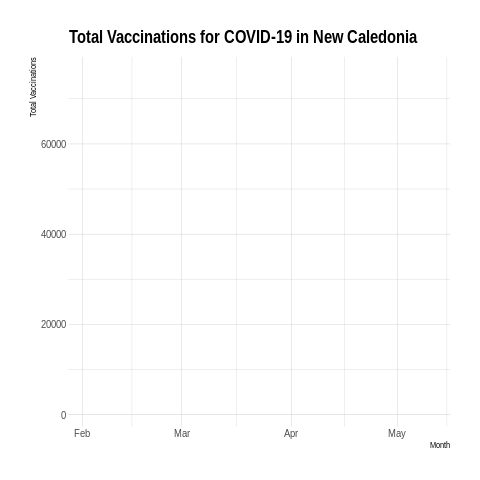 Total Vaccinations for COVID-19 in New Caledonia
Total Vaccinations
60000
40000
20000
0
Feb Mar Apr May
Month